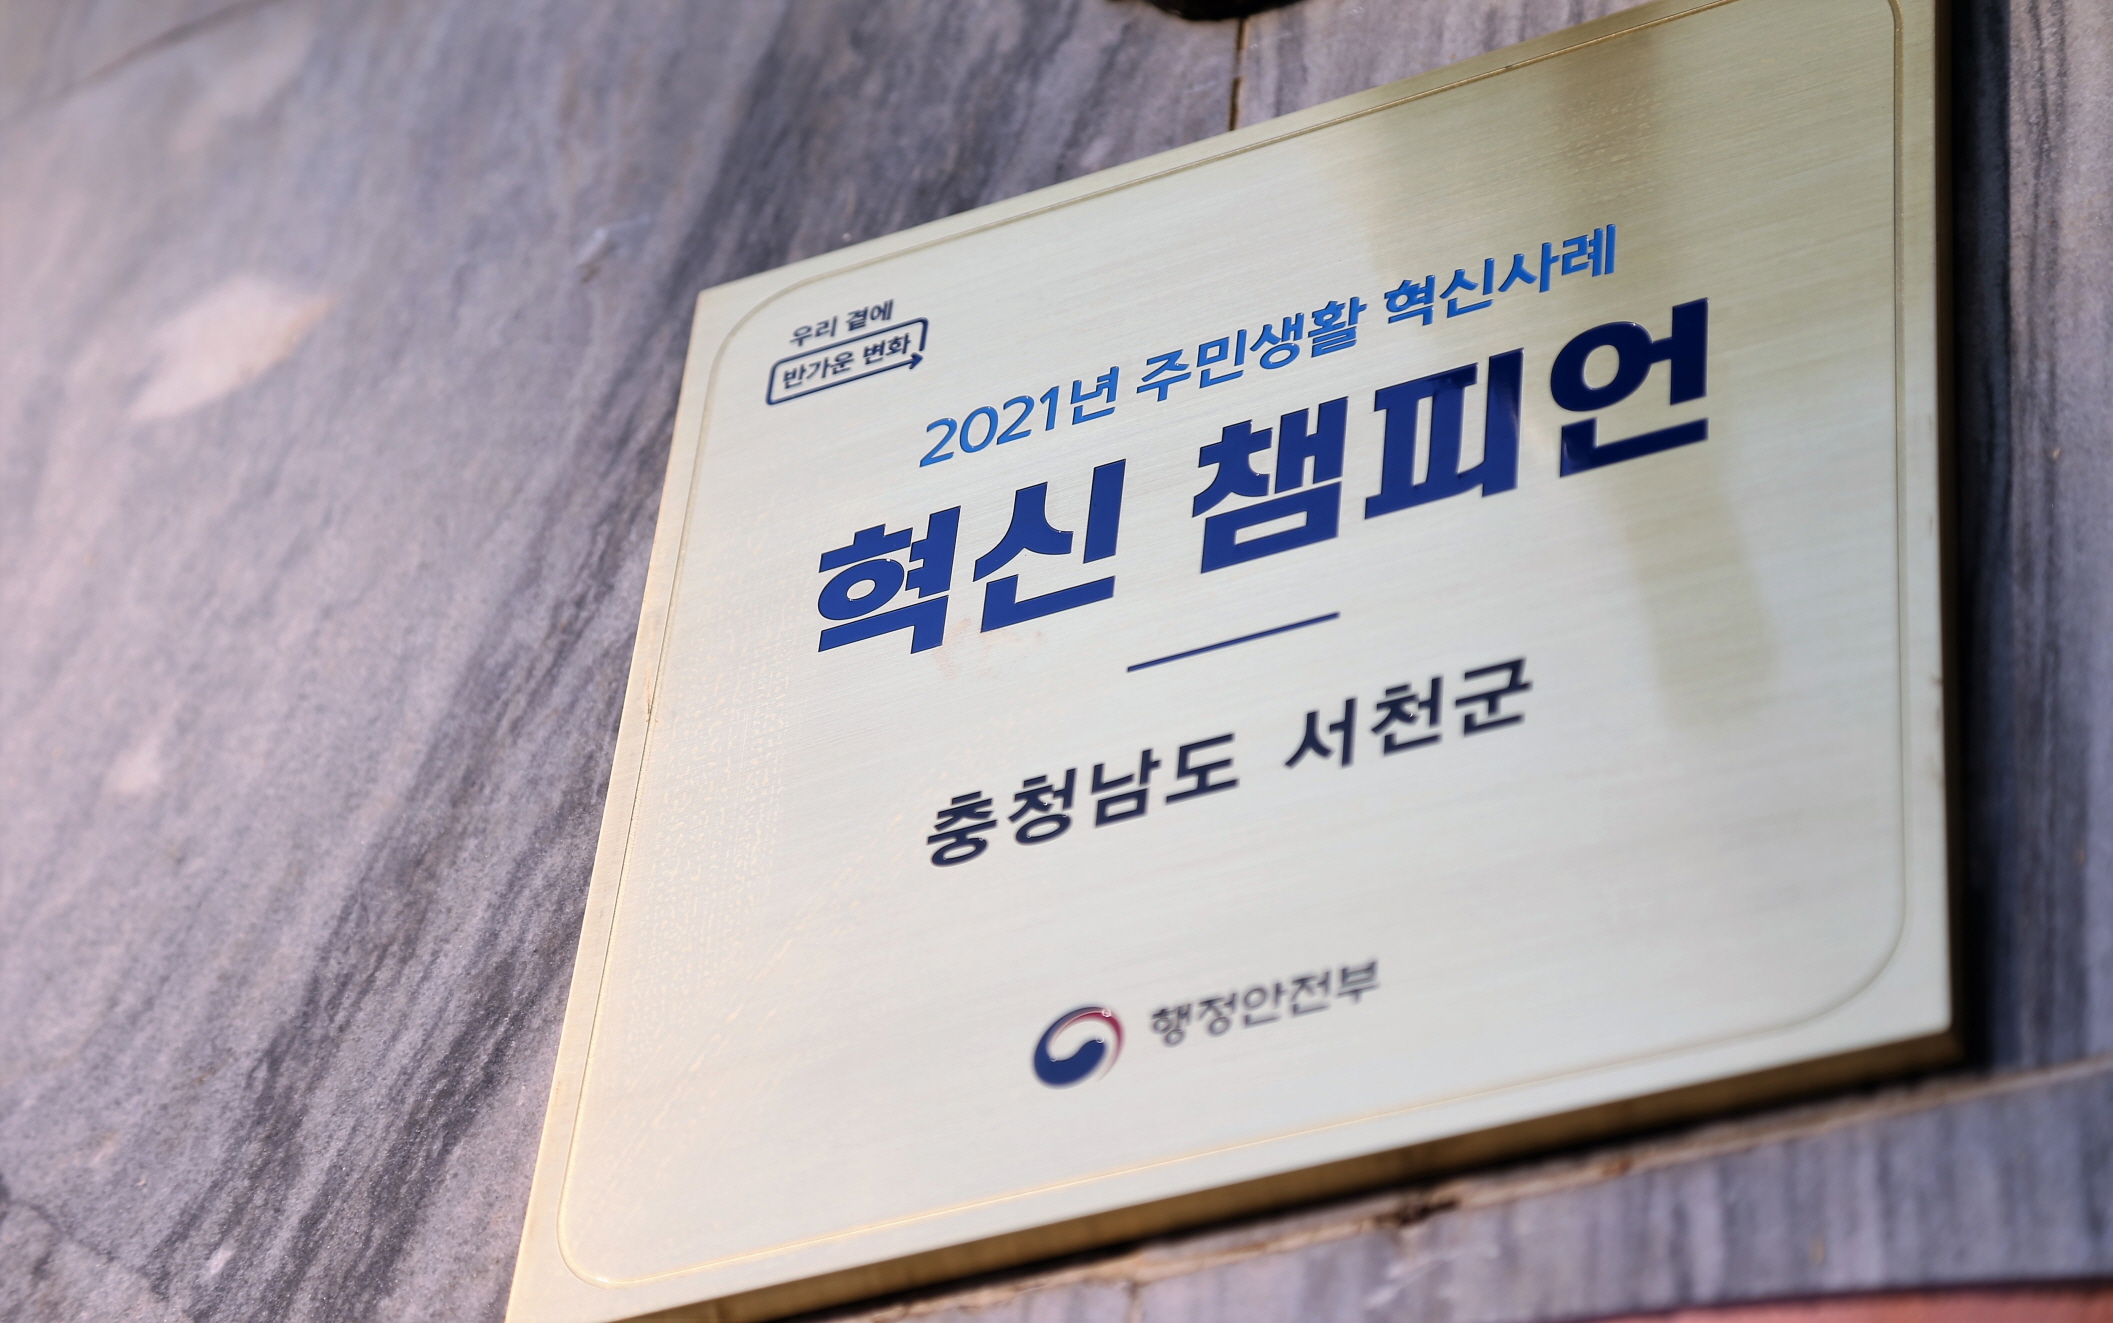 우리 곁에
반가운 변화
2021년 주민생활 혁신사례
혁신 챔피언
충청남도 서천군
행정안전부